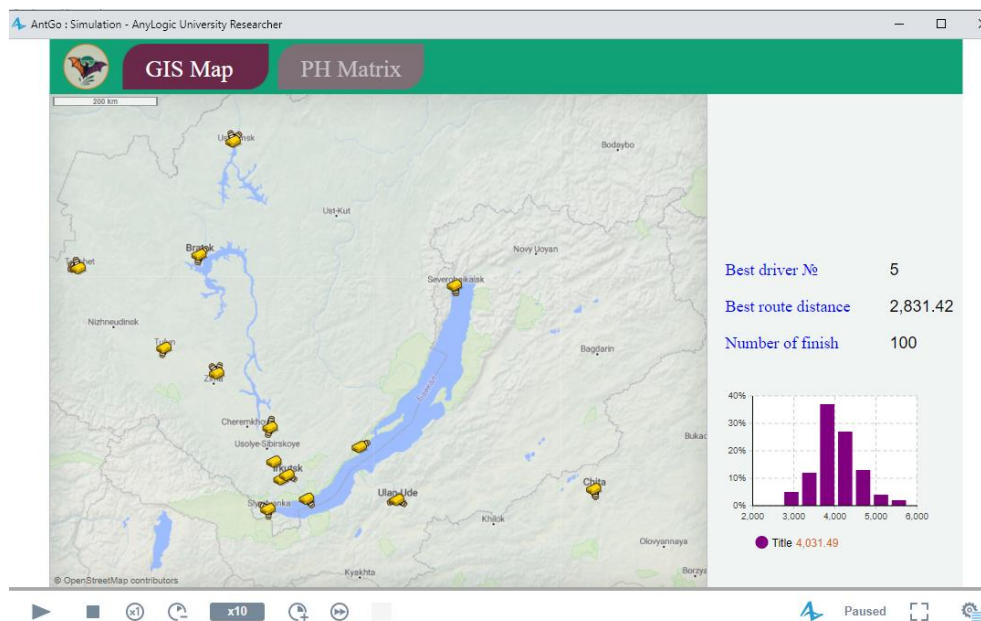 AntGo : Simulation - AnyLogic University Researcher
GIS Map
PH Matrix
200 km
Bodaybo
Ust-Kut
Bratsk
Novy Uoyan
Severobaikalsk
Nizhneudinsk
Bagdarin
Usolye-Sibirskoye
Irkutsk
Ulan-Ude
Chita
Khilok
Olovyannaya
Kyakhta
© OpenStreetMap contributors
Best driver № 5
Best route distance 2,831.42
Number of finish 100
40%
30%
20%
10%
0%
2,000 3,000 4,000 5,000 6,000
Title 4,031.49
x1
x10
Paused